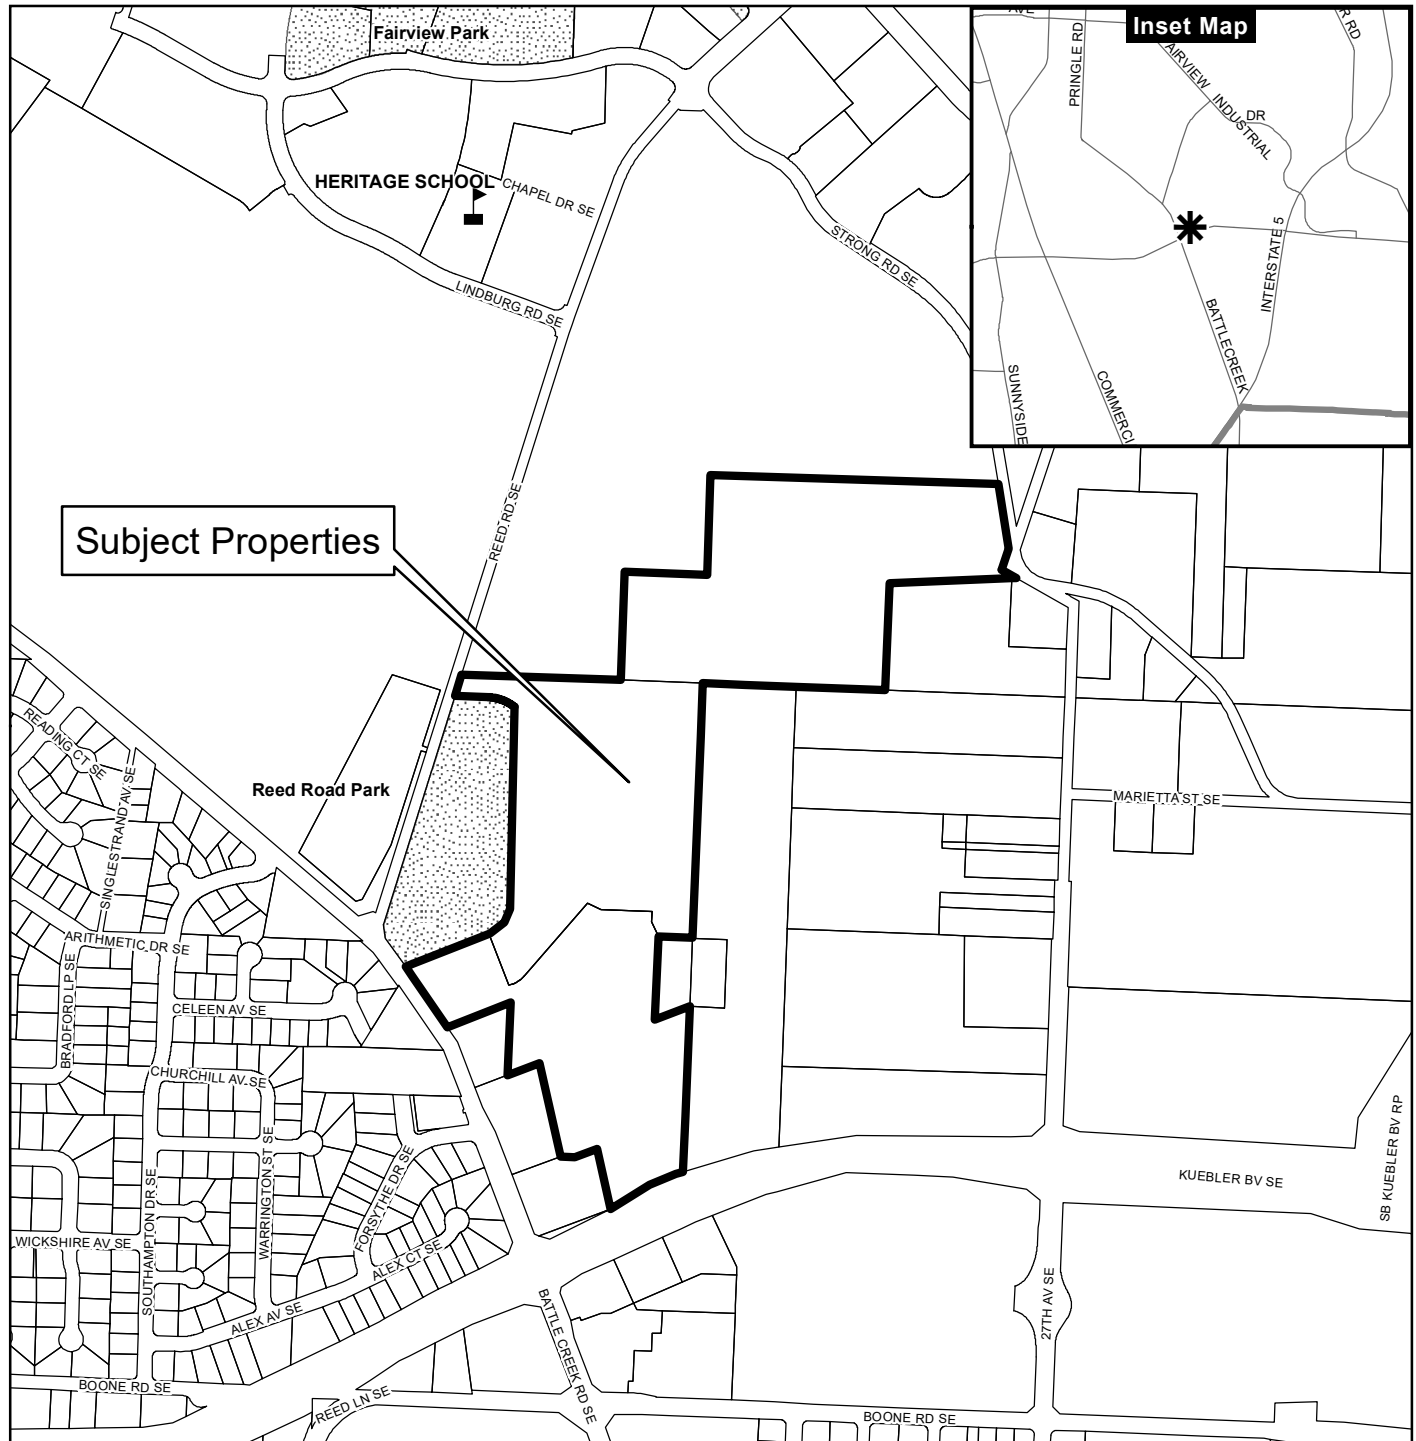 Fairview Park
HERITAGE SCHOOL
CHAPEL DR SE
LINDBURG RD SE
STRONG RD SE
REED RD SE
Inset Map
AVE
PRINGLE RD
AIRVIEW INDUSTRIAL
DR
R RD
INTERSTATE 5
BATTLECREEK
COMMERCI
SUNNYSIDE
Subject Properties
Reed Road Park
READING CT SE
SINGLESTRAND AV SE
ARITHMETIC DR SE
BRADFORD LP SE
CELEEN AV SE
CHURCHILL AV SE
MARIETTA ST SE
SOUTHAMPTON DR SE
WARRINGTON ST SE
FORSYTHE DR SE
WICKSHIRE AV SE
ALEX CT SE
ALEX AV SE
KUEBLER BV SE
SB KUEBLER BV RP
27TH AV SE
BATTLE CREEK RD SE
BOONE RD SE
REED LN SE
BOONE RD SE